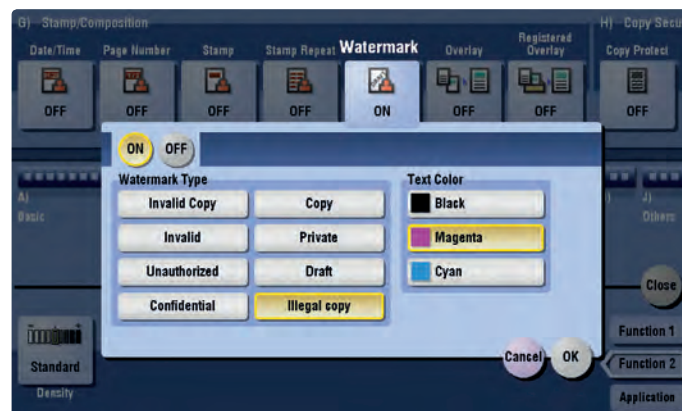 G) Stamp/Composition
H) Copy Secu
Date/Time Page Number Stamp Stamp Repeat Watermark Overlay Registered Overlay Copy Protect
OFF OFF OFF OFF ON OFF OFF OFF
ON OFF
Watermark Type Text Color
Invalid Copy Copy Black
Invalid Private Magenta
Unauthorized Draft Cyan
Confidential Illegal copy
A) J)
Basic Others
Close
Function 1
Cancel OK
Standard Function 2
Density
Application